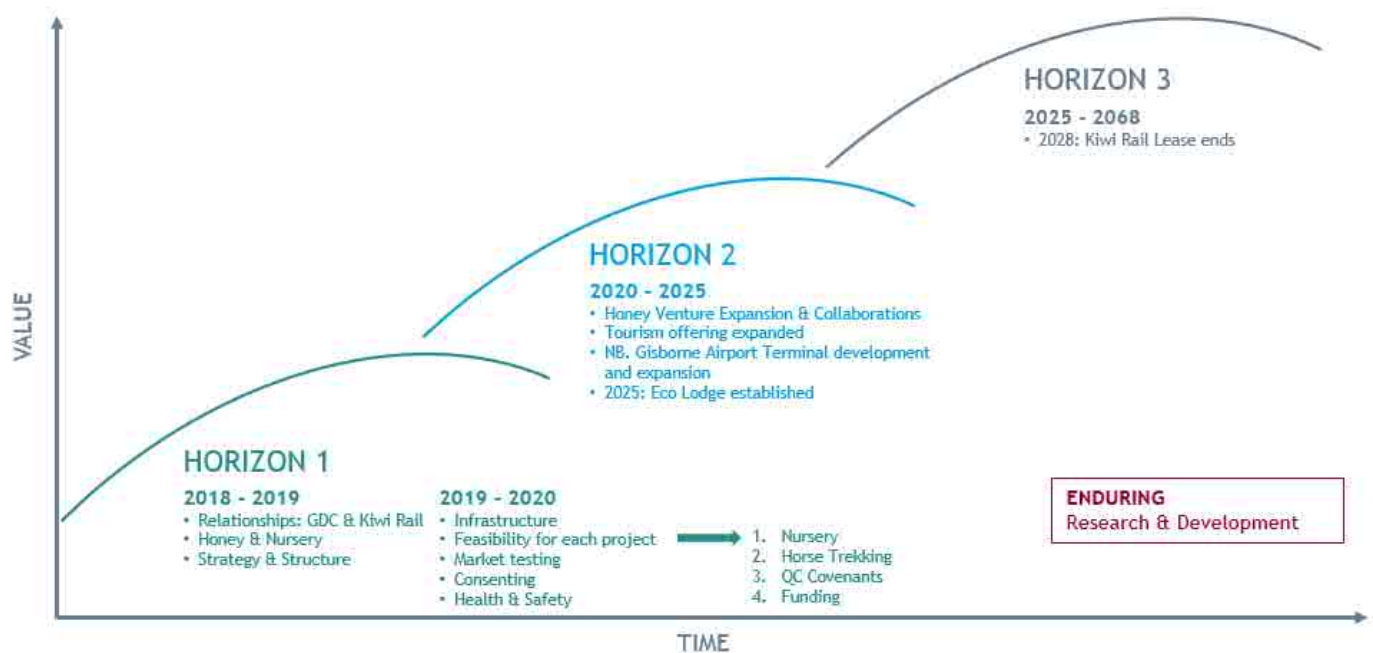 VALUE
HORIZON 3
2025 - 2068
• 2028: Kiwi Rail Lease ends
HORIZON 2
2020 - 2025
• Honey Venture Expansion & Collaborations
• Tourism offering expanded
• NB. Gisborne Airport Terminal development
and expansion
• 2025: Eco Lodge established
HORIZON 1
2018 - 2019
• Relationships: GDC & Kiwi Rail
• Honey & Nursery
• Strategy & Structure
2019 - 2020
• Infrastructure
• Feasibility for each project
• Market testing
• Consenting
• Health & Safety
1. Nursery
2. Horse Trekking
3. QC Covenants
4. Funding
ENDURING
Research & Development
TIME